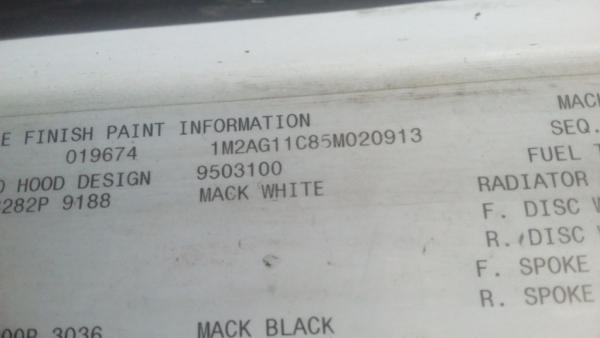 E FINISH PAINT INFORMATION
MACK
019674 1M2AG11C85M020913
SEQ.
HOOD DESIGN 9503100
FUEL T
282P 9188 MACK WHITE
RADIATOR
F. DISC W
R. DISC W
F. SPOKE
R. SPOKE
00P 3036 MACK BLACK